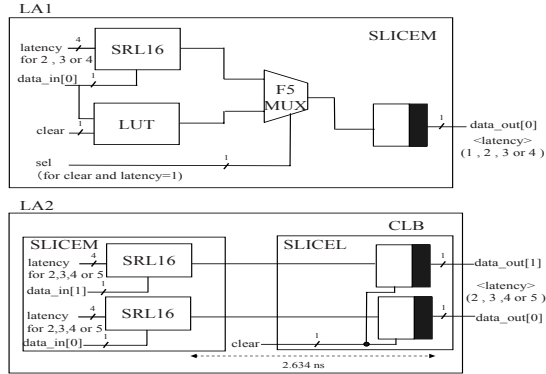 LA1
SLICEM
latency
for 2 , 3 or 4
4
SRL16
data_in[0]
1
F5
MUX
LUT
clear
1
1
data_out[0]
<latency>
(1 , 2 , 3 or 4 )
sel
1
(for clear and latency=1)
LA2
CLB
SLICEM
SLICEL
latency
for 2,3,4 or 5
4
SRL16
data_in[1]
1
1
data_out[1]
<latency>
(2 , 3 ,4 or 5 )
latency
for 2,3,4 or 5
4
SRL16
data_in[0]
1
1
data_out[0]
clear
1
2.634 ns